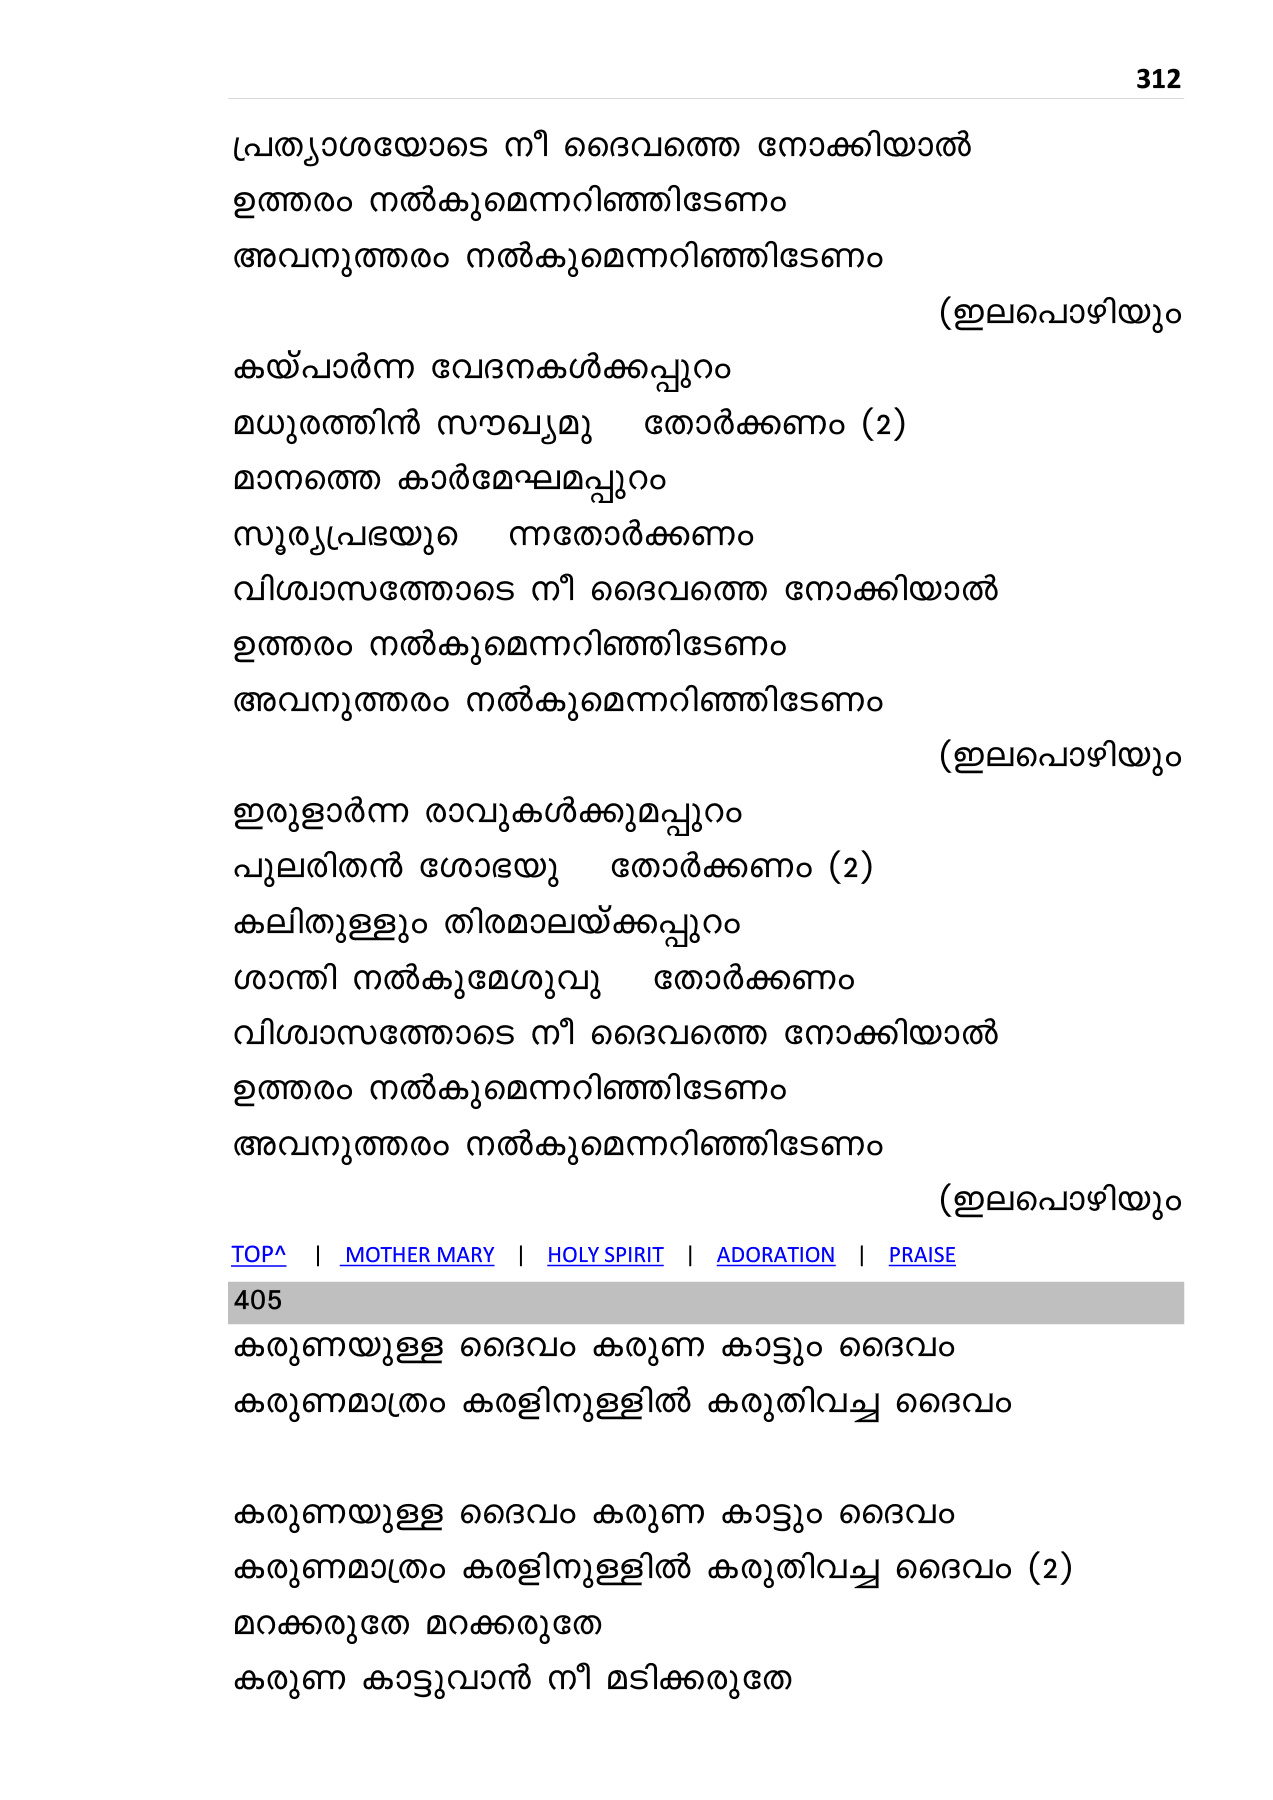 312
പ്രത്യാശയോടെ നീ ദൈവത്തെ നോക്കിയാൽ
ഉത്തരം നൽകുമെന്നറിഞ്ഞിടേണം
അവനുത്തരം നൽകുമെന്നറിഞ്ഞിടേണം
(ഇലപൊഴിയും
കയ്പാർന്ന വേദനകൾക്കപ്പുറം
മധുരത്തിൻ സൗഖ്യമു തോർക്കണം (2)
മാനത്തെ കാർമേഘമപ്പുറം
സൂര്യപ്രഭയുെ ന്നതോർക്കണം
വിശ്വാസത്തോടെ നീ ദൈവത്തെ നോക്കിയാൽ
ഉത്തരം നൽകുമെന്നറിഞ്ഞിടേണം
അവനുത്തരം നൽകുമെന്നറിഞ്ഞിടേണം
(ഇലപൊഴിയും
ഇരുളാർന്ന രാവുകൾക്കുമപ്പുറം
പുലരിതൻ ശോഭയു തോർക്കണം (2)
കലിതുള്ളും തിരമാലയ്ക്കപ്പുറം
ശാന്തി നൽകുമേശുവു തോർക്കണം
വിശ്വാസത്തോടെ നീ ദൈവത്തെ നോക്കിയാൽ
ഉത്തരം നൽകുമെന്നറിഞ്ഞിടേണം
അവനുത്തരം നൽകുമെന്നറിഞ്ഞിടേണം
(ഇലപൊഴിയും
TOP^ | MOTHER MARY | HOLY SPIRIT | ADORATION | PRAISE
405
കരുണയുള്ള ദൈവം കരുണ കാട്ടും ദൈവം
കരുണമാത്രം കരളിനുള്ളിൽ കരുതിവച്ച ദൈവം
കരുണയുള്ള ദൈവം കരുണ കാട്ടും ദൈവം
കരുണമാത്രം കരളിനുള്ളിൽ കരുതിവച്ച ദൈവം (2)
മറക്കരുതേ മറക്കരുതേ
കരുണ കാട്ടുവാൻ നീ മടിക്കരുതേ